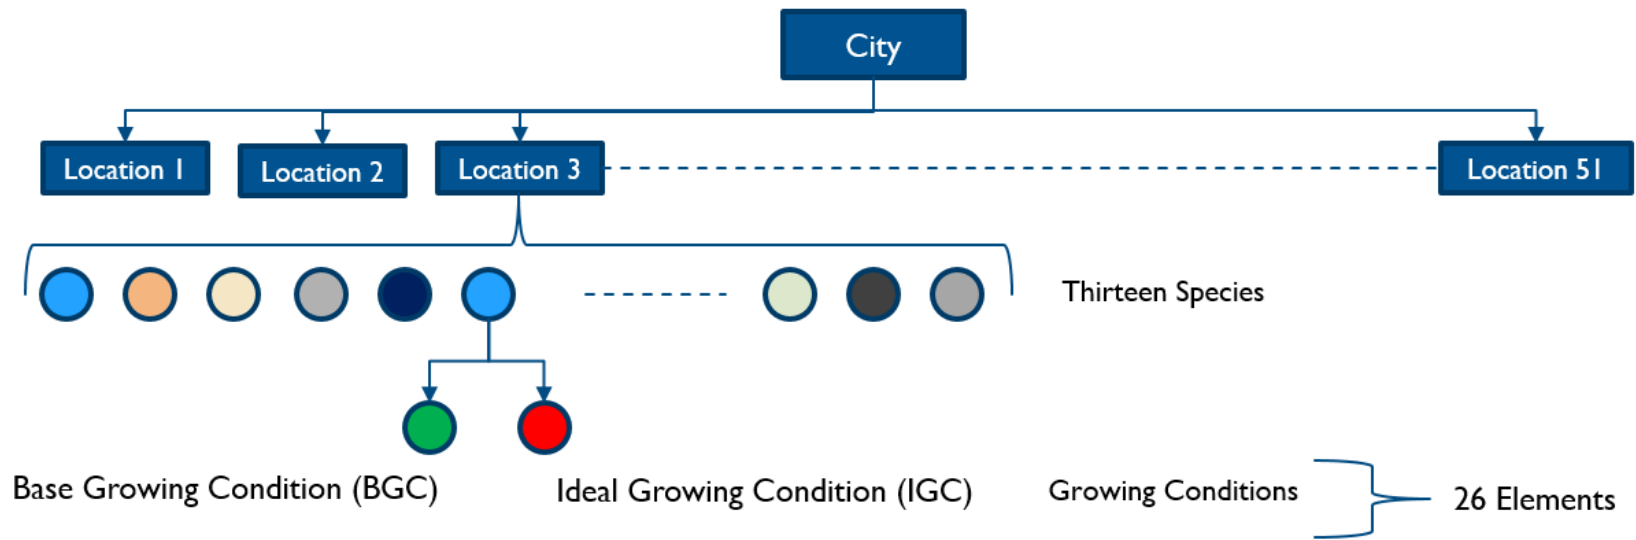 City
Location 1
Location 2
Location 3
Location 51
Thirteen Species
Base Growing Condition (BGC)
Ideal Growing Condition (IGC)
Growing Conditions
26 Elements